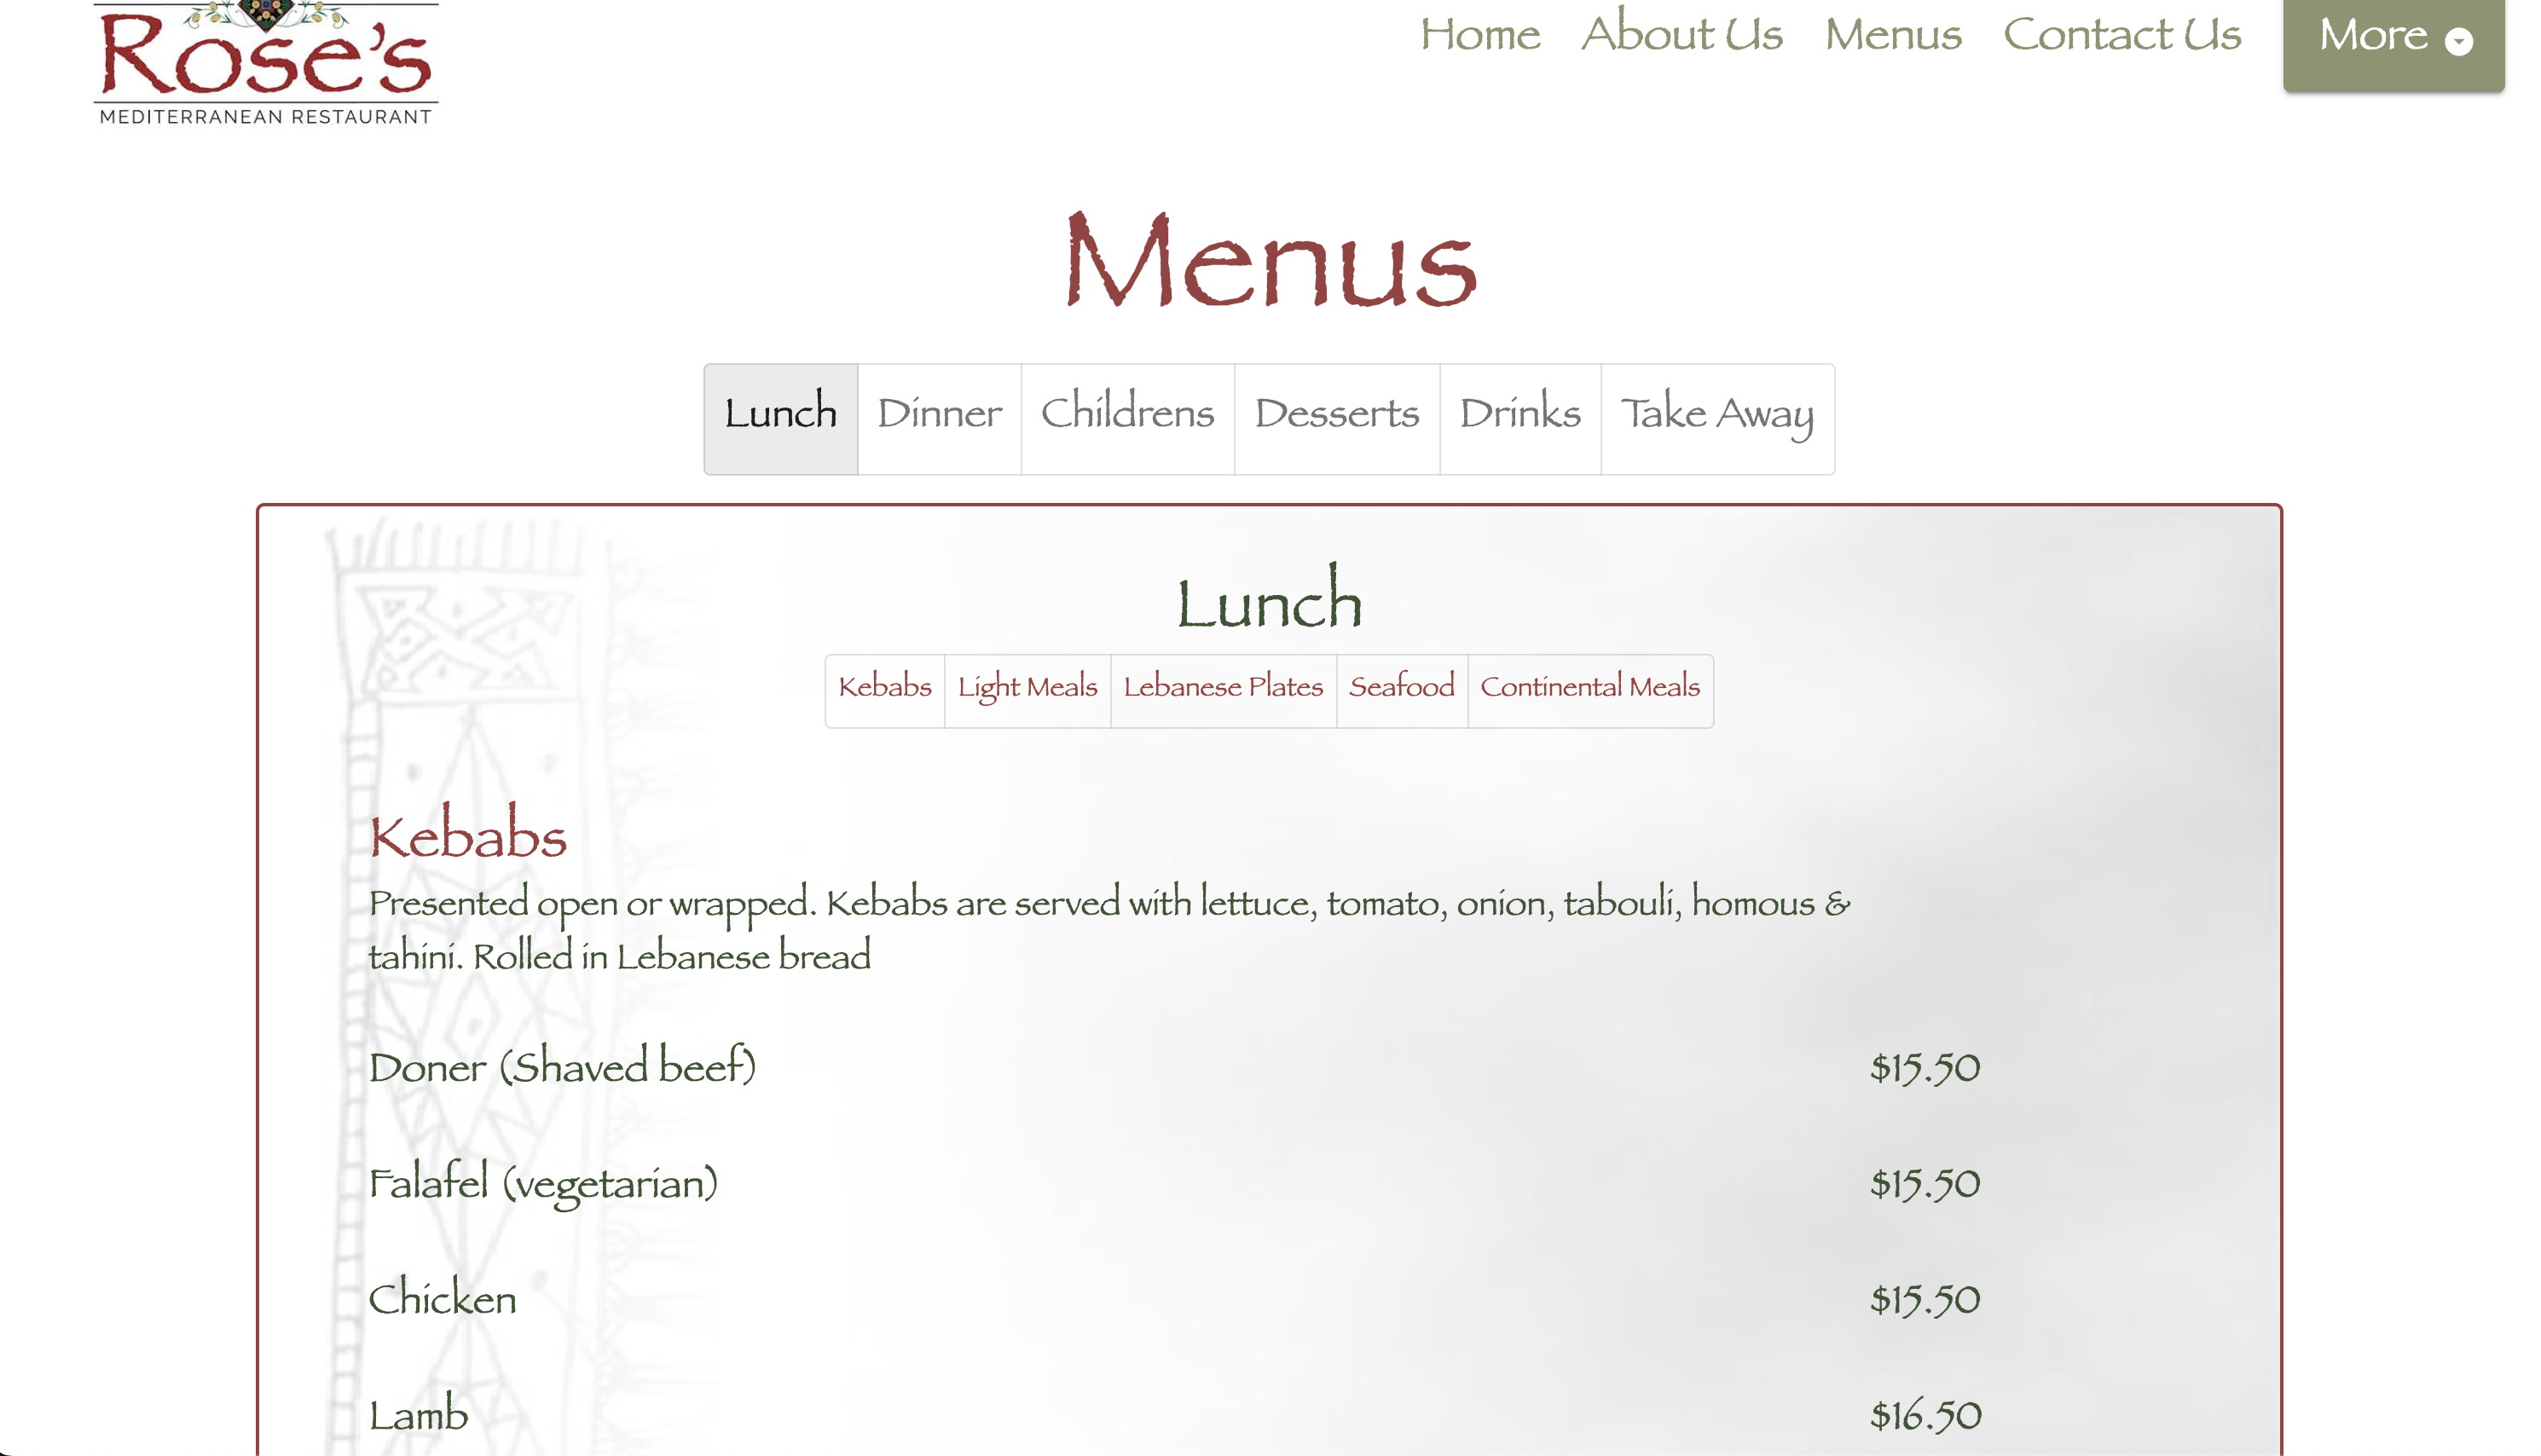 Rose's
MEDITERRANEAN RESTAURANT
Home About Us Menus Contact Us More
Menus
Lunch Dinner Childrens Desserts Drinks Take Away
Lunch
Kebabs Light Meals Lebanese Plates Seafood Continental Meals
Kebabs
Presented open or wrapped. Kebabs are served with lettuce, tomato, onion, tabouli, homous &
tahini. Rolled in Lebanese bread
Doner (Shaved beef) $15.50
Falafel (vegetarian) $15.50
Chicken $15.50
Lamb $16.50